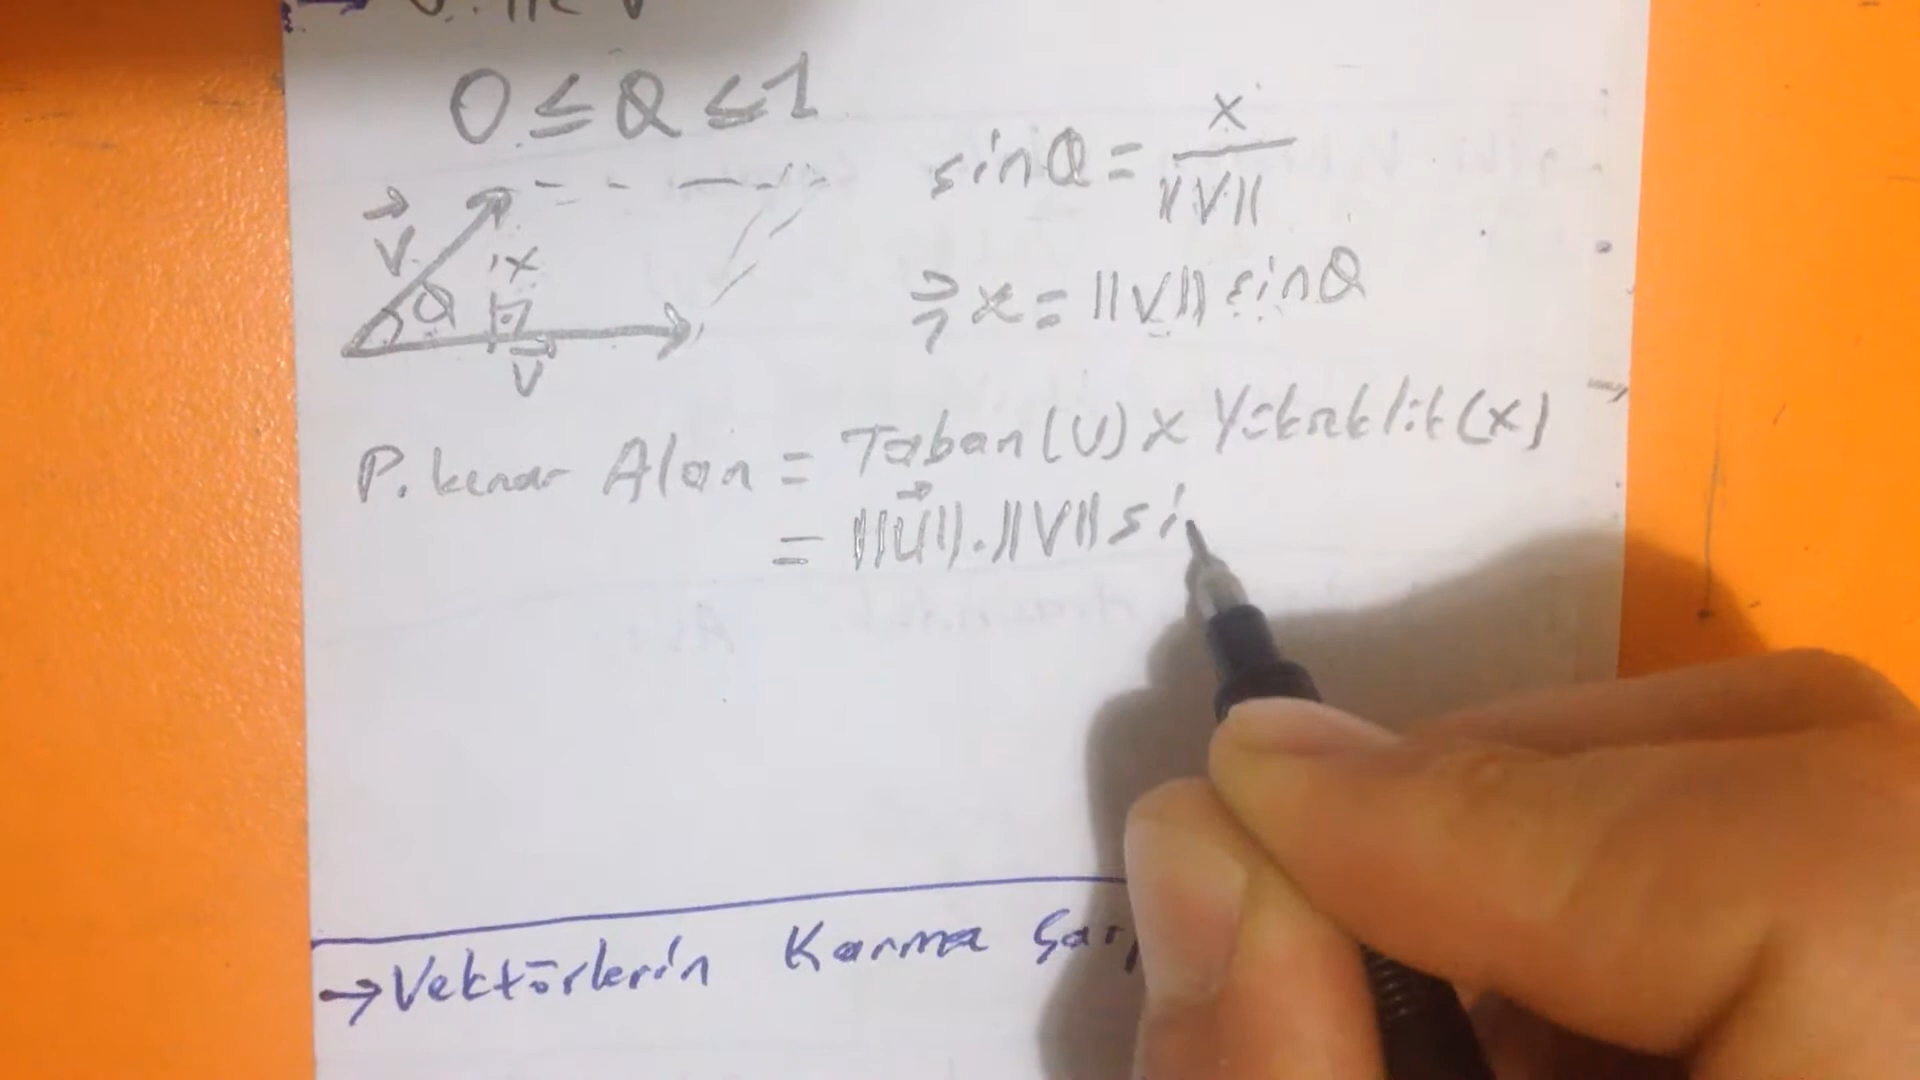 0 ≤ Q ≤ 1
sinQ = x / ||V||
V
x
Q
V
x = ||V|| sinQ
P. kenar Alan = Taban(U) x Yükseklik(x)
= ||U||.||V|| si
→ Vektörlerin Karma Çarp